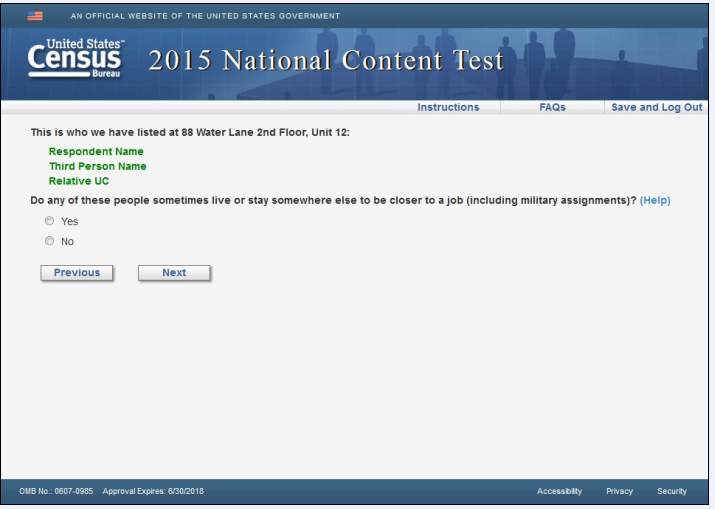 AN OFFICIAL WEBSITE OF THE UNITED STATES GOVERNMENT
United States™
Census
Bureau
2015 National Content Test
Instructions FAQs Save and Log Out
This is who we have listed at 88 Water Lane 2nd Floor, Unit 12:
Respondent Name
Third Person Name
Relative UC
Do any of these people sometimes live or stay somewhere else to be closer to a job (including military assignments)? (Help)
Yes
No
Previous Next
OMB No.: 0607-0985 Approval Expires: 6/30/2018 Accessibility Privacy Security